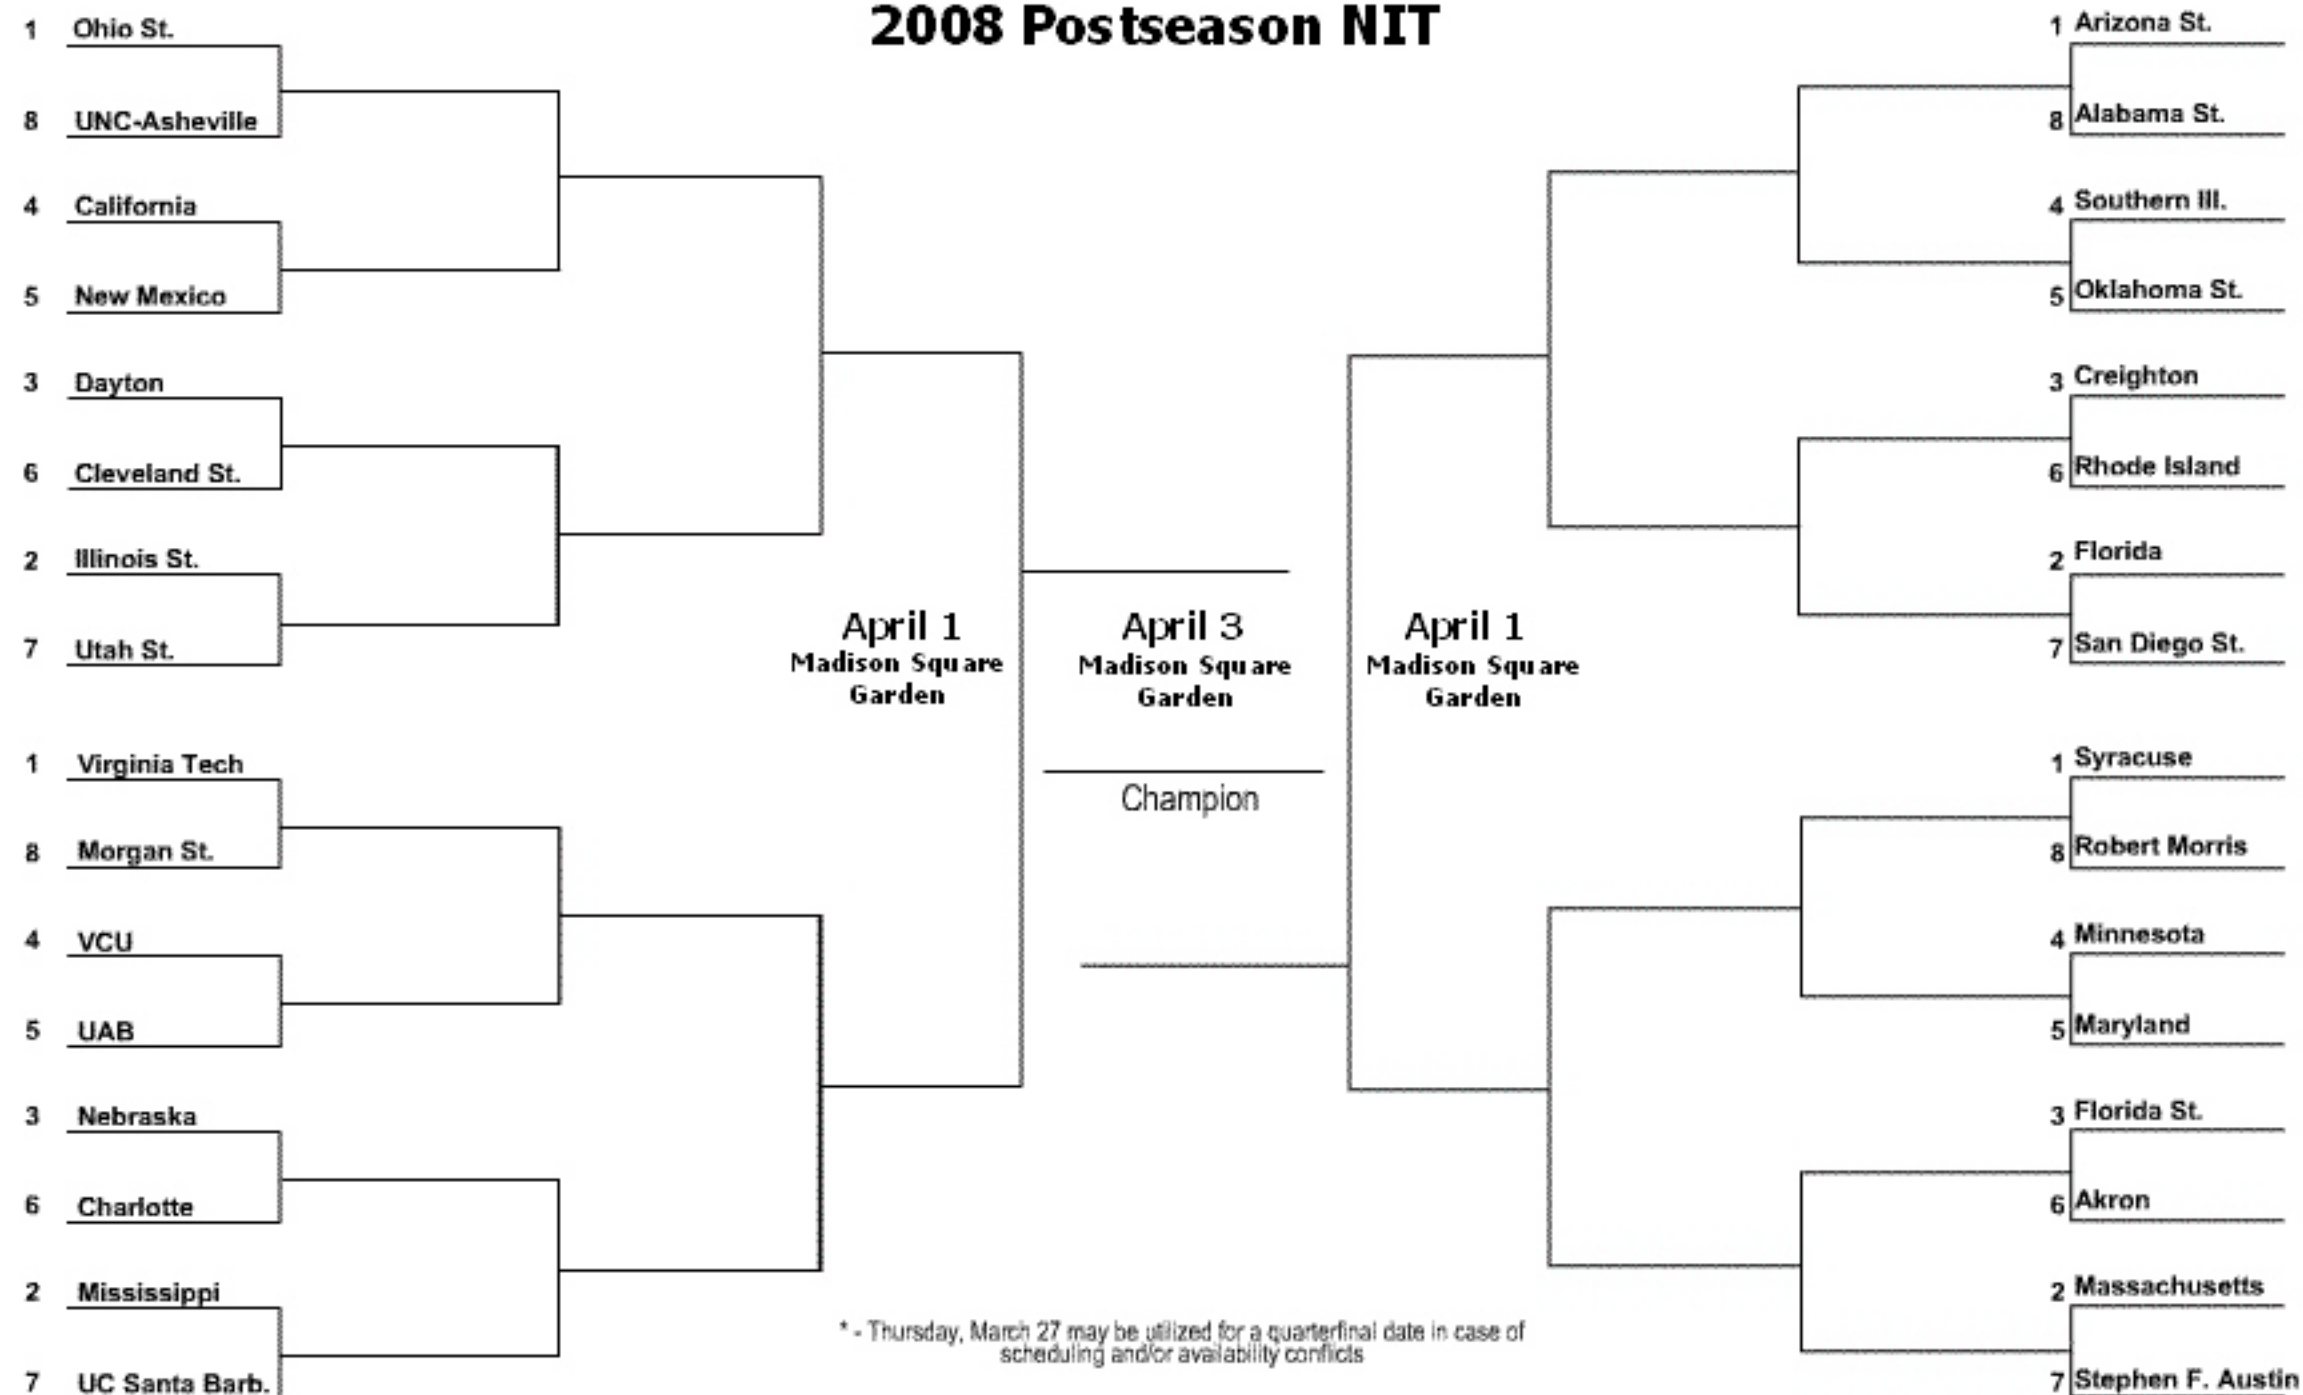 2008 Postseason NIT
1 Ohio St.
8 UNC-Asheville
4 California
5 New Mexico
3 Dayton
6 Cleveland St.
2 Illinois St.
7 Utah St.
1 Virginia Tech
8 Morgan St.
4 VCU
5 UAB
3 Nebraska
6 Charlotte
2 Mississippi
7 UC Santa Barb.
April 1
Madison Square
Garden
April 3
Madison Square
Garden
Champion
April 1
Madison Square
Garden
1 Arizona St.
8 Alabama St.
4 Southern Ill.
5 Oklahoma St.
3 Creighton
6 Rhode Island
2 Florida
7 San Diego St.
1 Syracuse
8 Robert Morris
4 Minnesota
5 Maryland
3 Florida St.
6 Akron
2 Massachusetts
7 Stephen F. Austin
* - Thursday, March 27 may be utilized for a quarterfinal date in case of
scheduling and/or availability conflicts